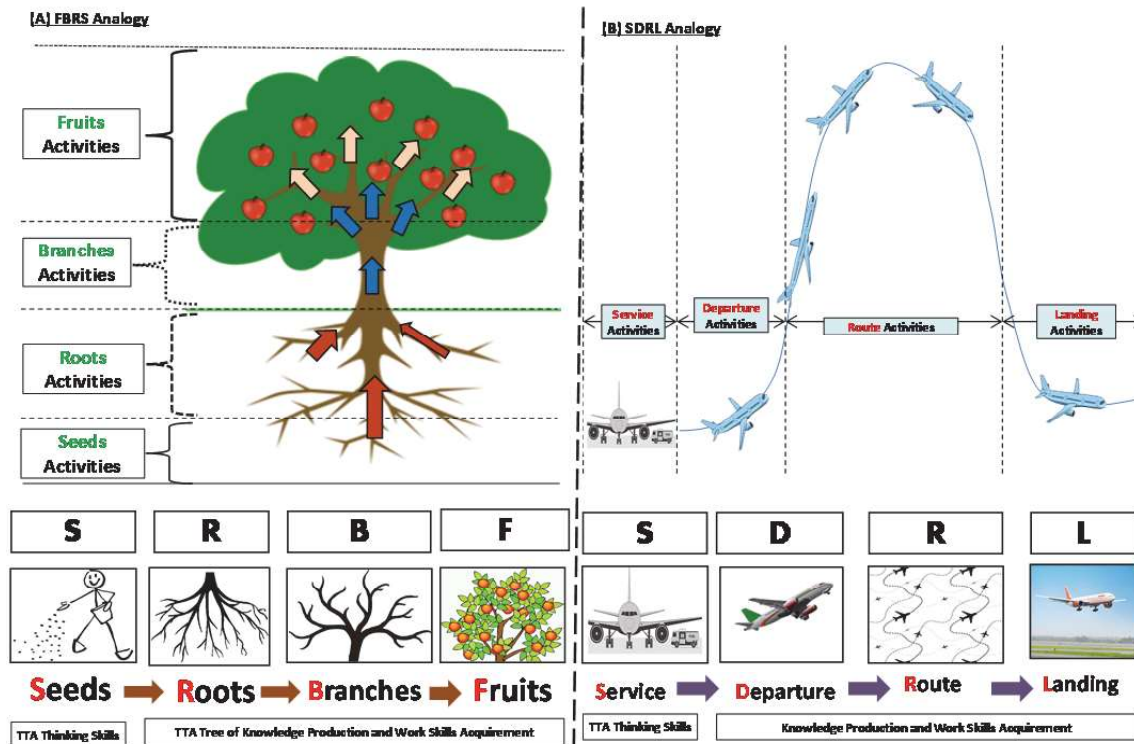 (A) FBRS Analogy
Fruits
Activities
Branches
Activities
Roots
Activities
Seeds
Activities
S
R
B
F
Seeds
Roots
Branches
Fruits
TTA Thinking Skills
TTA Tree of Knowledge Production and Work Skills Acquirement
(B) SDRL Analogy
Service
Activities
Departure
Activities
Route Activities
Landing
Activities
S
D
R
L
Service
Departure
Route
Landing
TTA Thinking Skills
Knowledge Production and Work Skills Acquirement